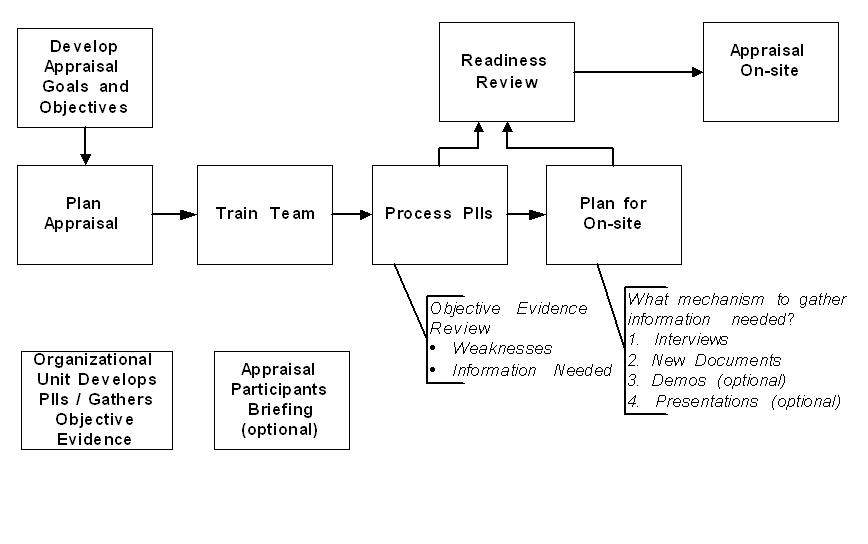 Develop
Appraisal
Goals and
Objectives
Readiness
Review
Appraisal
On-site
Plan
Appraisal
Train Team
Process PIIs
Plan for
On-site
Objective Evidence
Review
• Weaknesses
• Information Needed
What mechanism to gather
information needed?
1. Interviews
2. New Documents
3. Demos (optional)
4. Presentations (optional)
Organizational
Unit Develops
PIIs / Gathers
Objective
Evidence
Appraisal
Participants
Briefing
(optional)